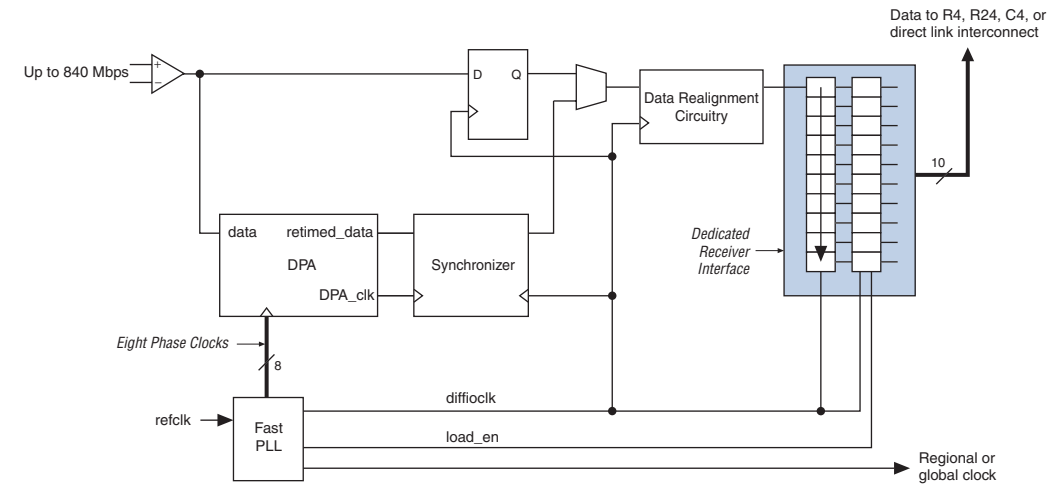 Data to R4, R24, C4, or
direct link interconnect
Up to 840 Mbps
+
–
D
Q
Data Realignment
Circuitry
10
Dedicated
Receiver
Interface
data
retimed_data
DPA
DPA_clk
Synchronizer
Eight Phase Clocks
8
refclk
Fast
PLL
diffioclk
load_en
Regional or
global clock